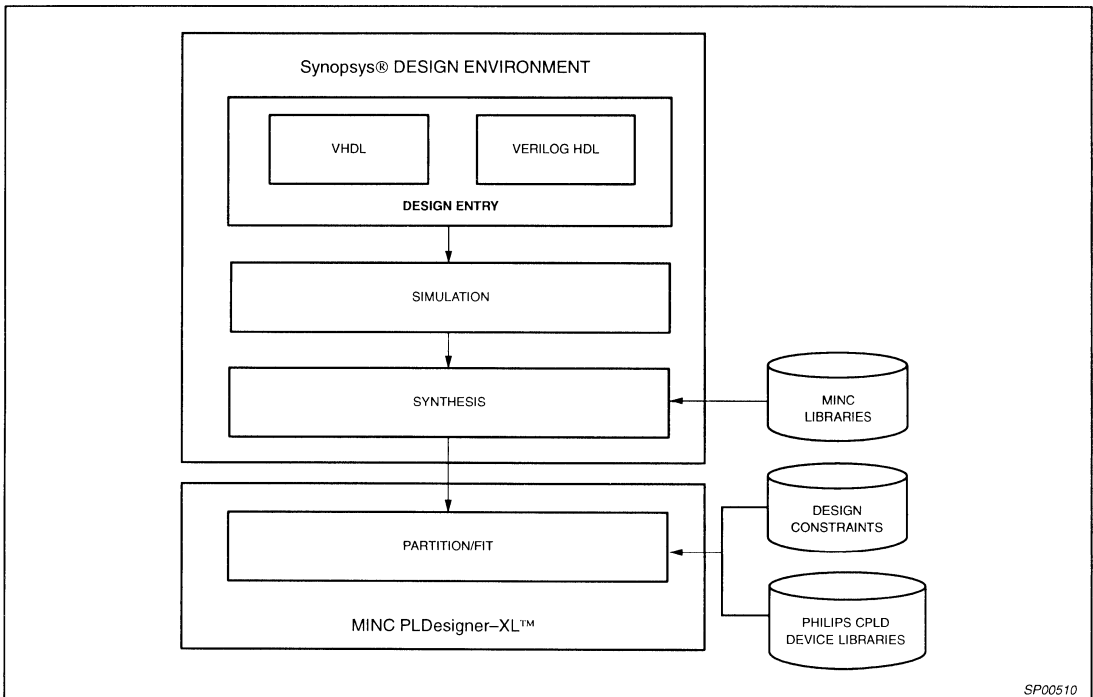 Synopsys® DESIGN ENVIRONMENT
VHDL
VERILOG HDL
DESIGN ENTRY
SIMULATION
SYNTHESIS
MINC
LIBRARIES
DESIGN
CONSTRAINTS
PARTITION/FIT
PHILIPS CPLD
DEVICE LIBRARIES
MINC PLDesigner–XL™
SP00510